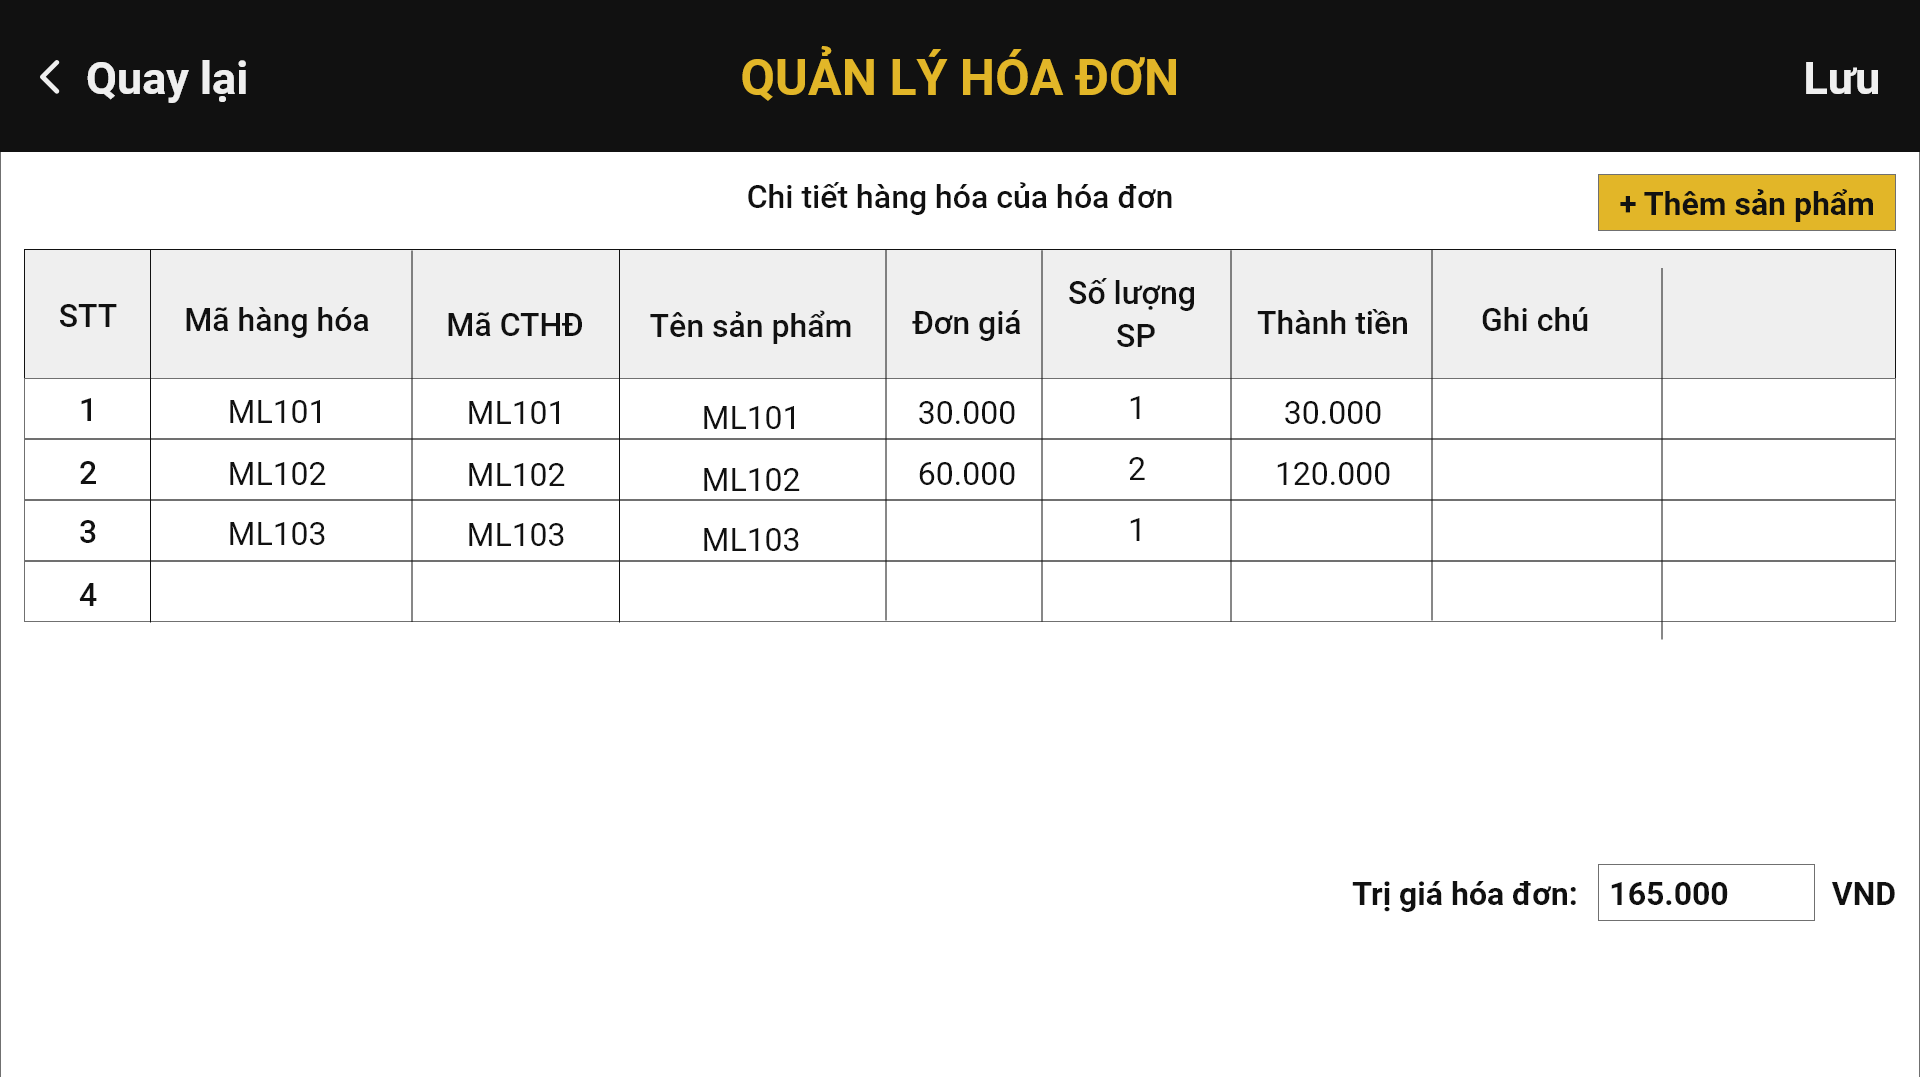 Quay lại
QUẢN LÝ HÓA ĐƠN
Lưu
Chi tiết hàng hóa của hóa đơn
+ Thêm sản phẩm
STT Mã hàng hóa Mã CTHĐ Tên sản phẩm Đơn giá Số lượng SP Thành tiền Ghi chú
1 ML101 ML101 ML101 30.000 1 30.000
2 ML102 ML102 ML102 60.000 2 120.000
3 ML103 ML103 ML103 1
4
Trị giá hóa đơn: 165.000 VND